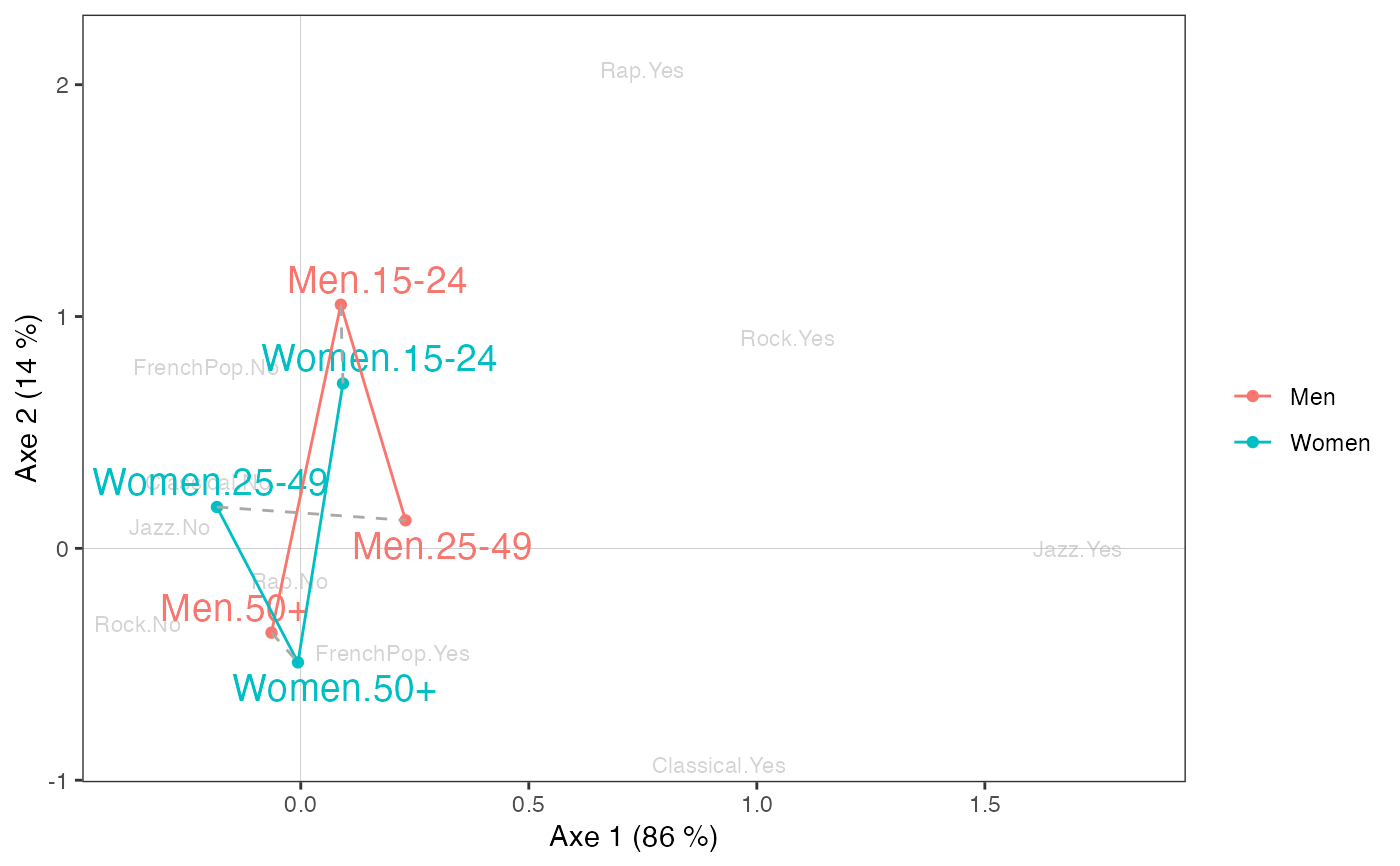 Rap.Yes
2
Men.15-24
1
Rock.Yes
Women.15-24
FrenchPop.No
Men
Axe 2 (14 %)
Women
Women.25-49
Classical.No
Jazz.No
Men.25-49
0
Jazz.Yes
Rap.No
Men.50+
Rock.No
FrenchPop.Yes
Women.50+
Classical.Yes
-1
0.0
0.5
1.0
1.5
Axe 1 (86 %)